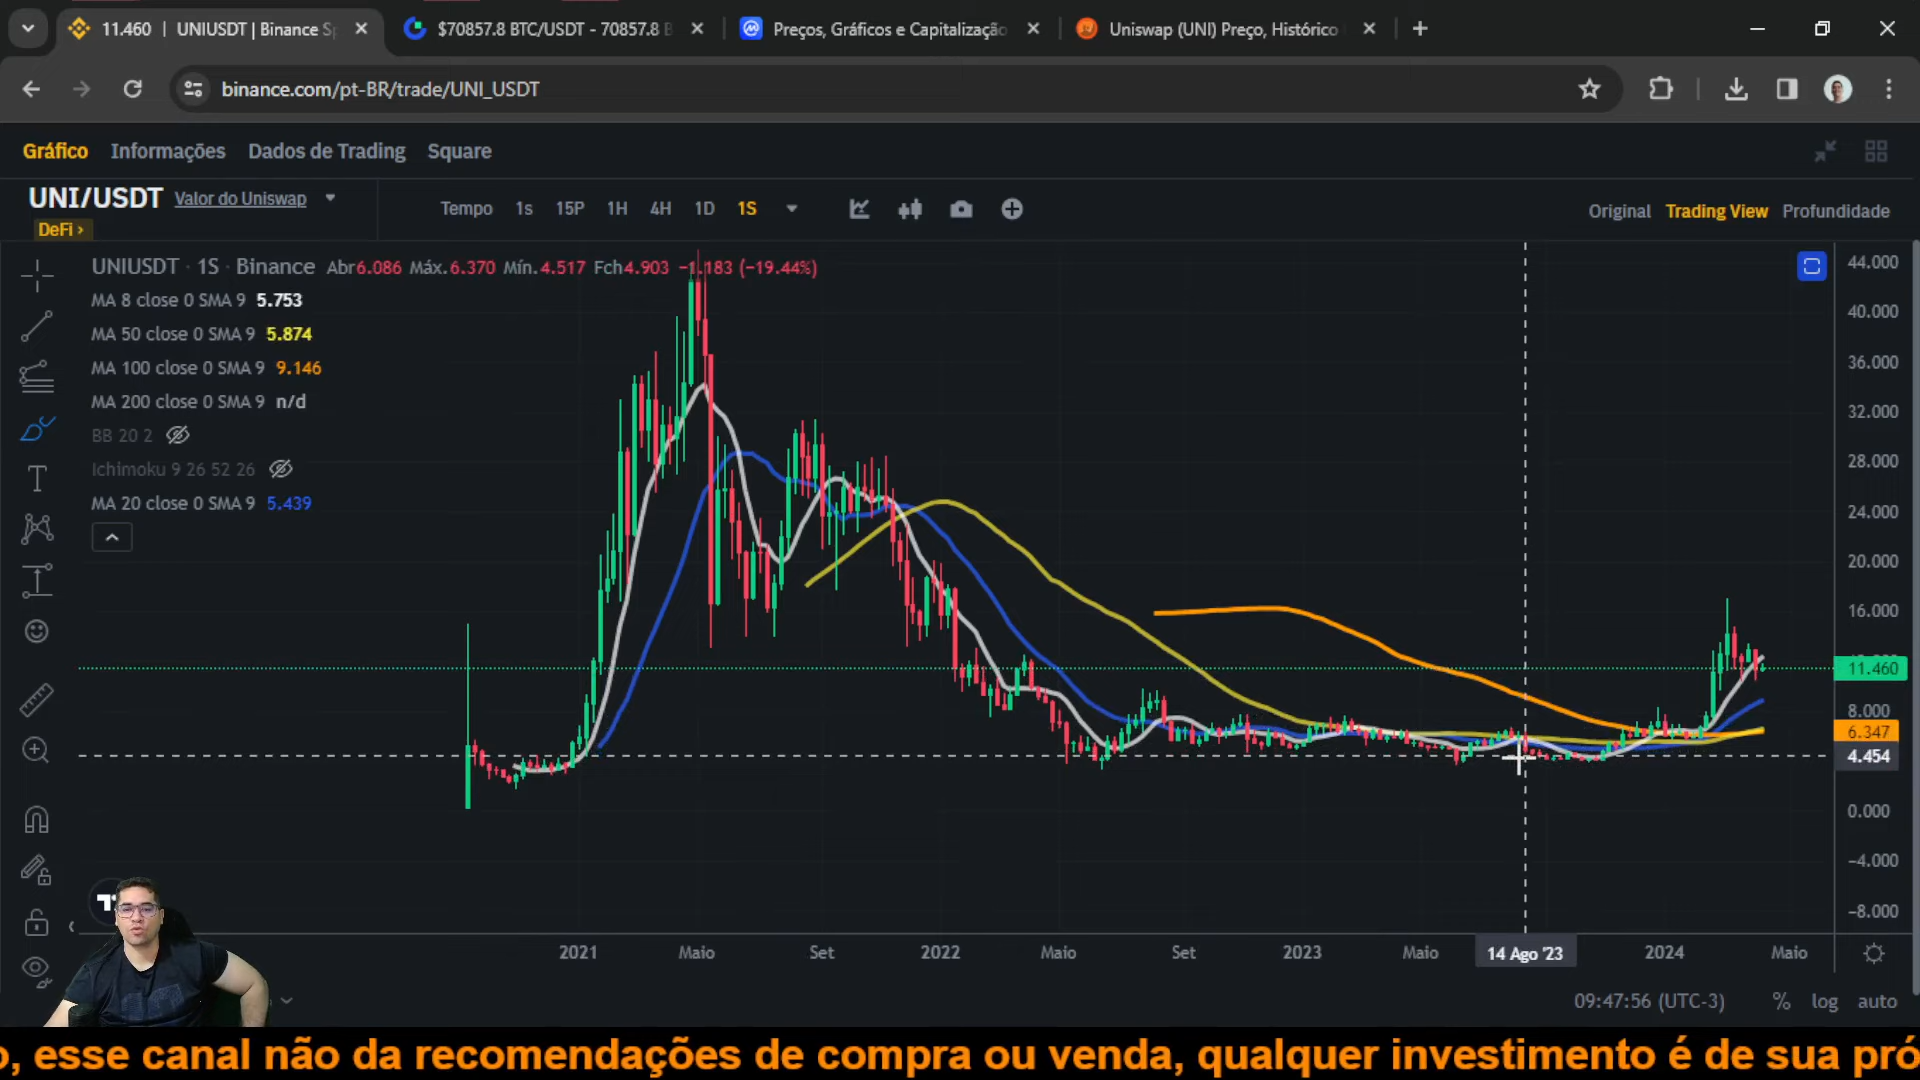 11.460 | UNIUSDT | Binance Sp
$70857.8 BTC/USDT - 70857.8 B
Preços, Gráficos e Capitalização
Uniswap (UNI) Preço, Histórico
binance.com/pt-BR/trade/UNI_USDT
Gráfico Informações Dados de Trading Square
UNI/USDT Valor do Uniswap
DeFi ›
Tempo 1s 15P 1H 4H 1D 1S
Original Trading View Profundidade
UNIUSDT · 1S · Binance Abr6.086 Máx.6.370 Mín.4.517 Fch4.903 −1.183 (−19.44%)
MA 8 close 0 SMA 9 5.753
MA 50 close 0 SMA 9 5.874
MA 100 close 0 SMA 9 9.146
MA 200 close 0 SMA 9 n/d
BB 20 2
Ichimoku 9 26 52 26
MA 20 close 0 SMA 9 5.439
44.000
40.000
36.000
32.000
28.000
24.000
20.000
16.000
11.460
8.000
6.347
4.454
0.000
−4.000
−8.000
2021 Maio Set 2022 Maio Set 2023 Maio 14 Ago '23 2024 Maio
09:47:56 (UTC-3) % log auto
o, esse canal não da recomendações de compra ou venda, qualquer investimento é de sua pró